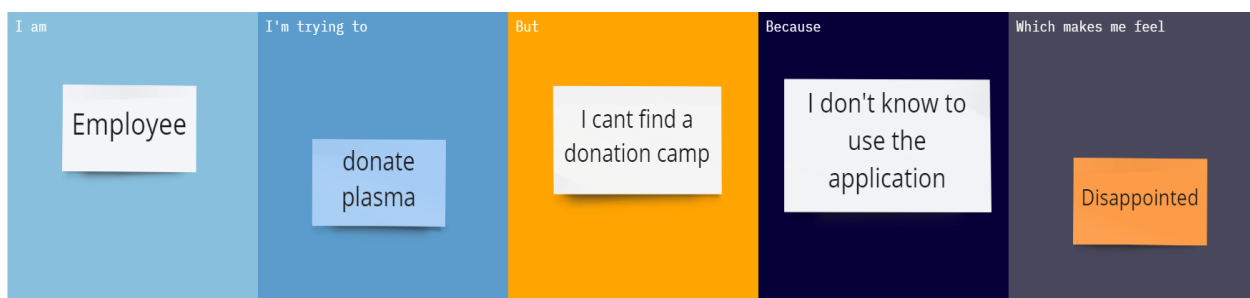 I am
Employee
I'm trying to
donate
plasma
But
I cant find a
donation camp
Because
I don't know to
use the
application
Which makes me feel
Disappointed